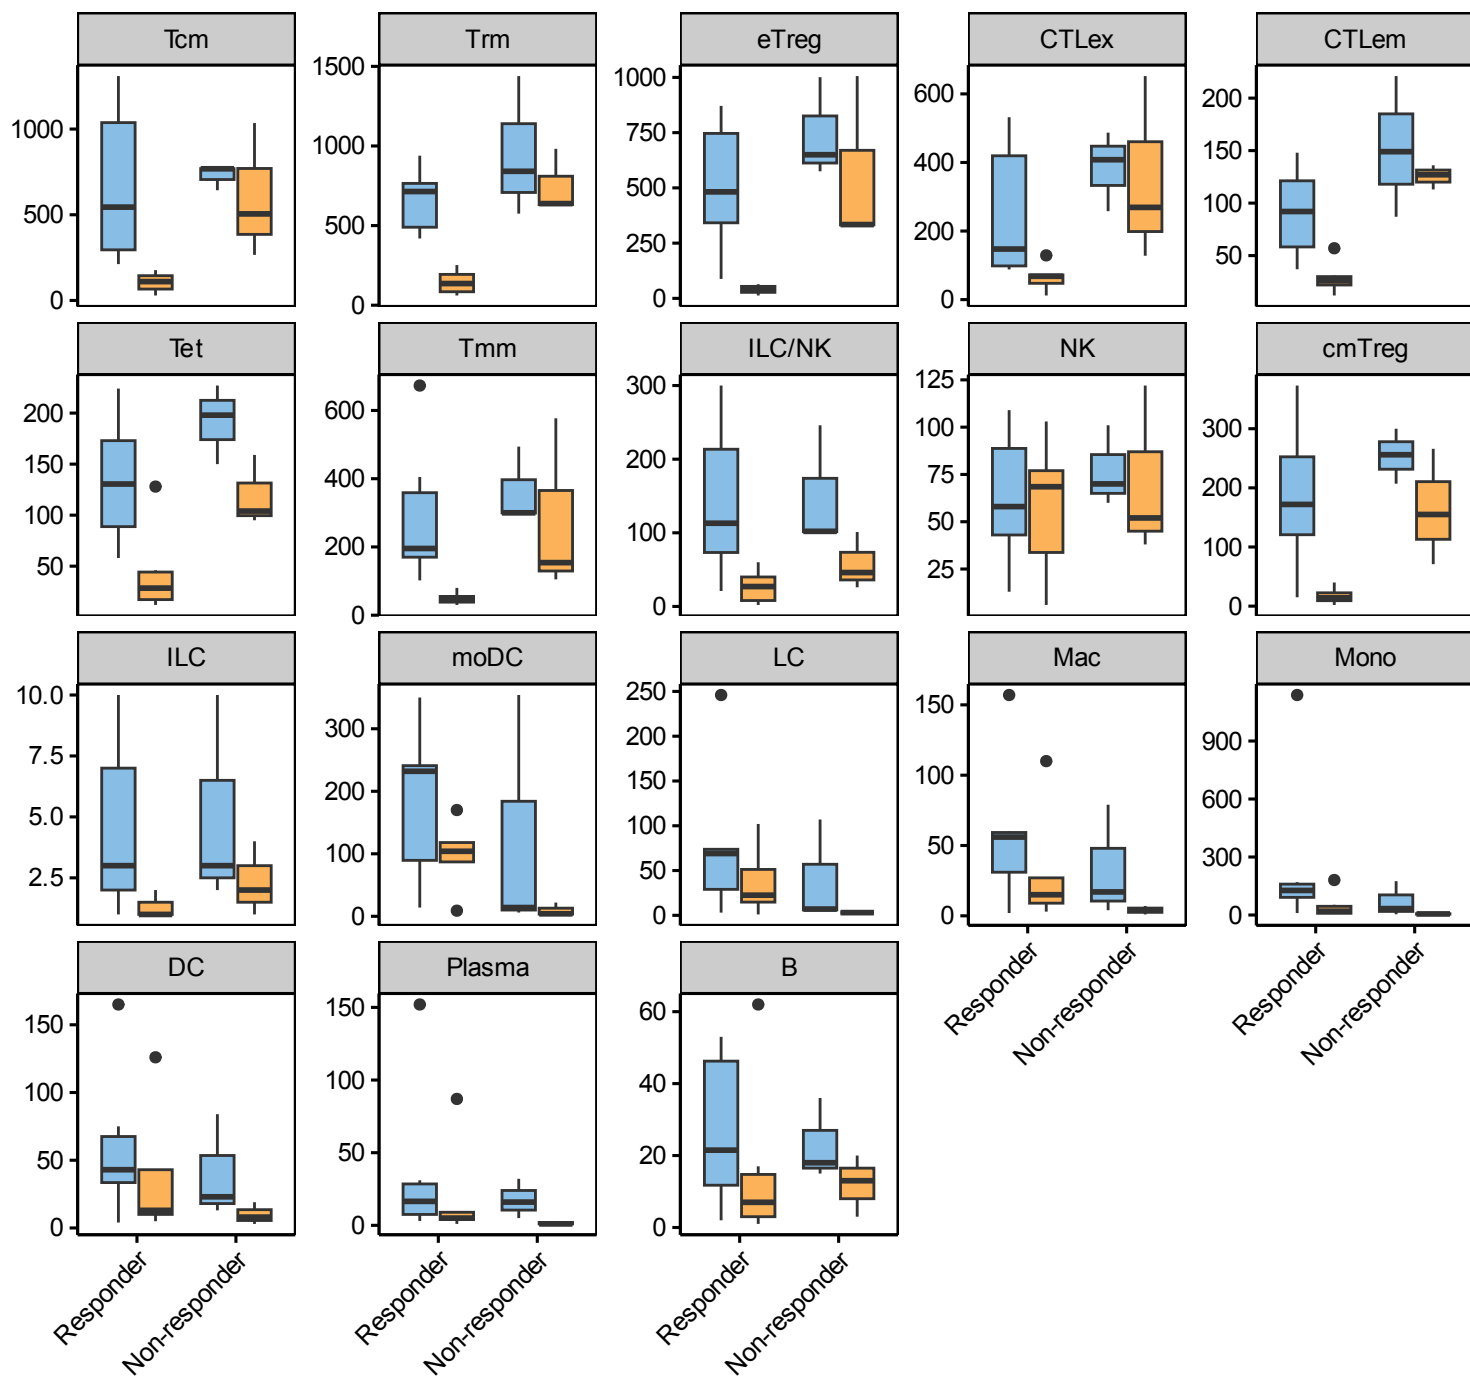 Tcm
Trm
eTreg
CTLex
CTLem
1000
500
0
1500
1000
500
0
1000
750
500
250
0
600
400
200
0
200
150
100
50
Tet
Tmm
ILC/NK
NK
cmTreg
200
150
100
50
600
400
200
0
300
200
100
0
125
100
75
50
25
300
200
100
0
ILC
moDC
LC
Mac
Mono
10.0
7.5
5.0
2.5
300
200
100
0
250
200
150
100
50
0
150
100
50
0
900
600
300
0
Responder
Non-responder
Responder
Non-responder
DC
Plasma
B
150
100
50
0
150
100
50
0
60
40
20
0
Responder
Non-responder
Responder
Non-responder
Responder
Non-responder